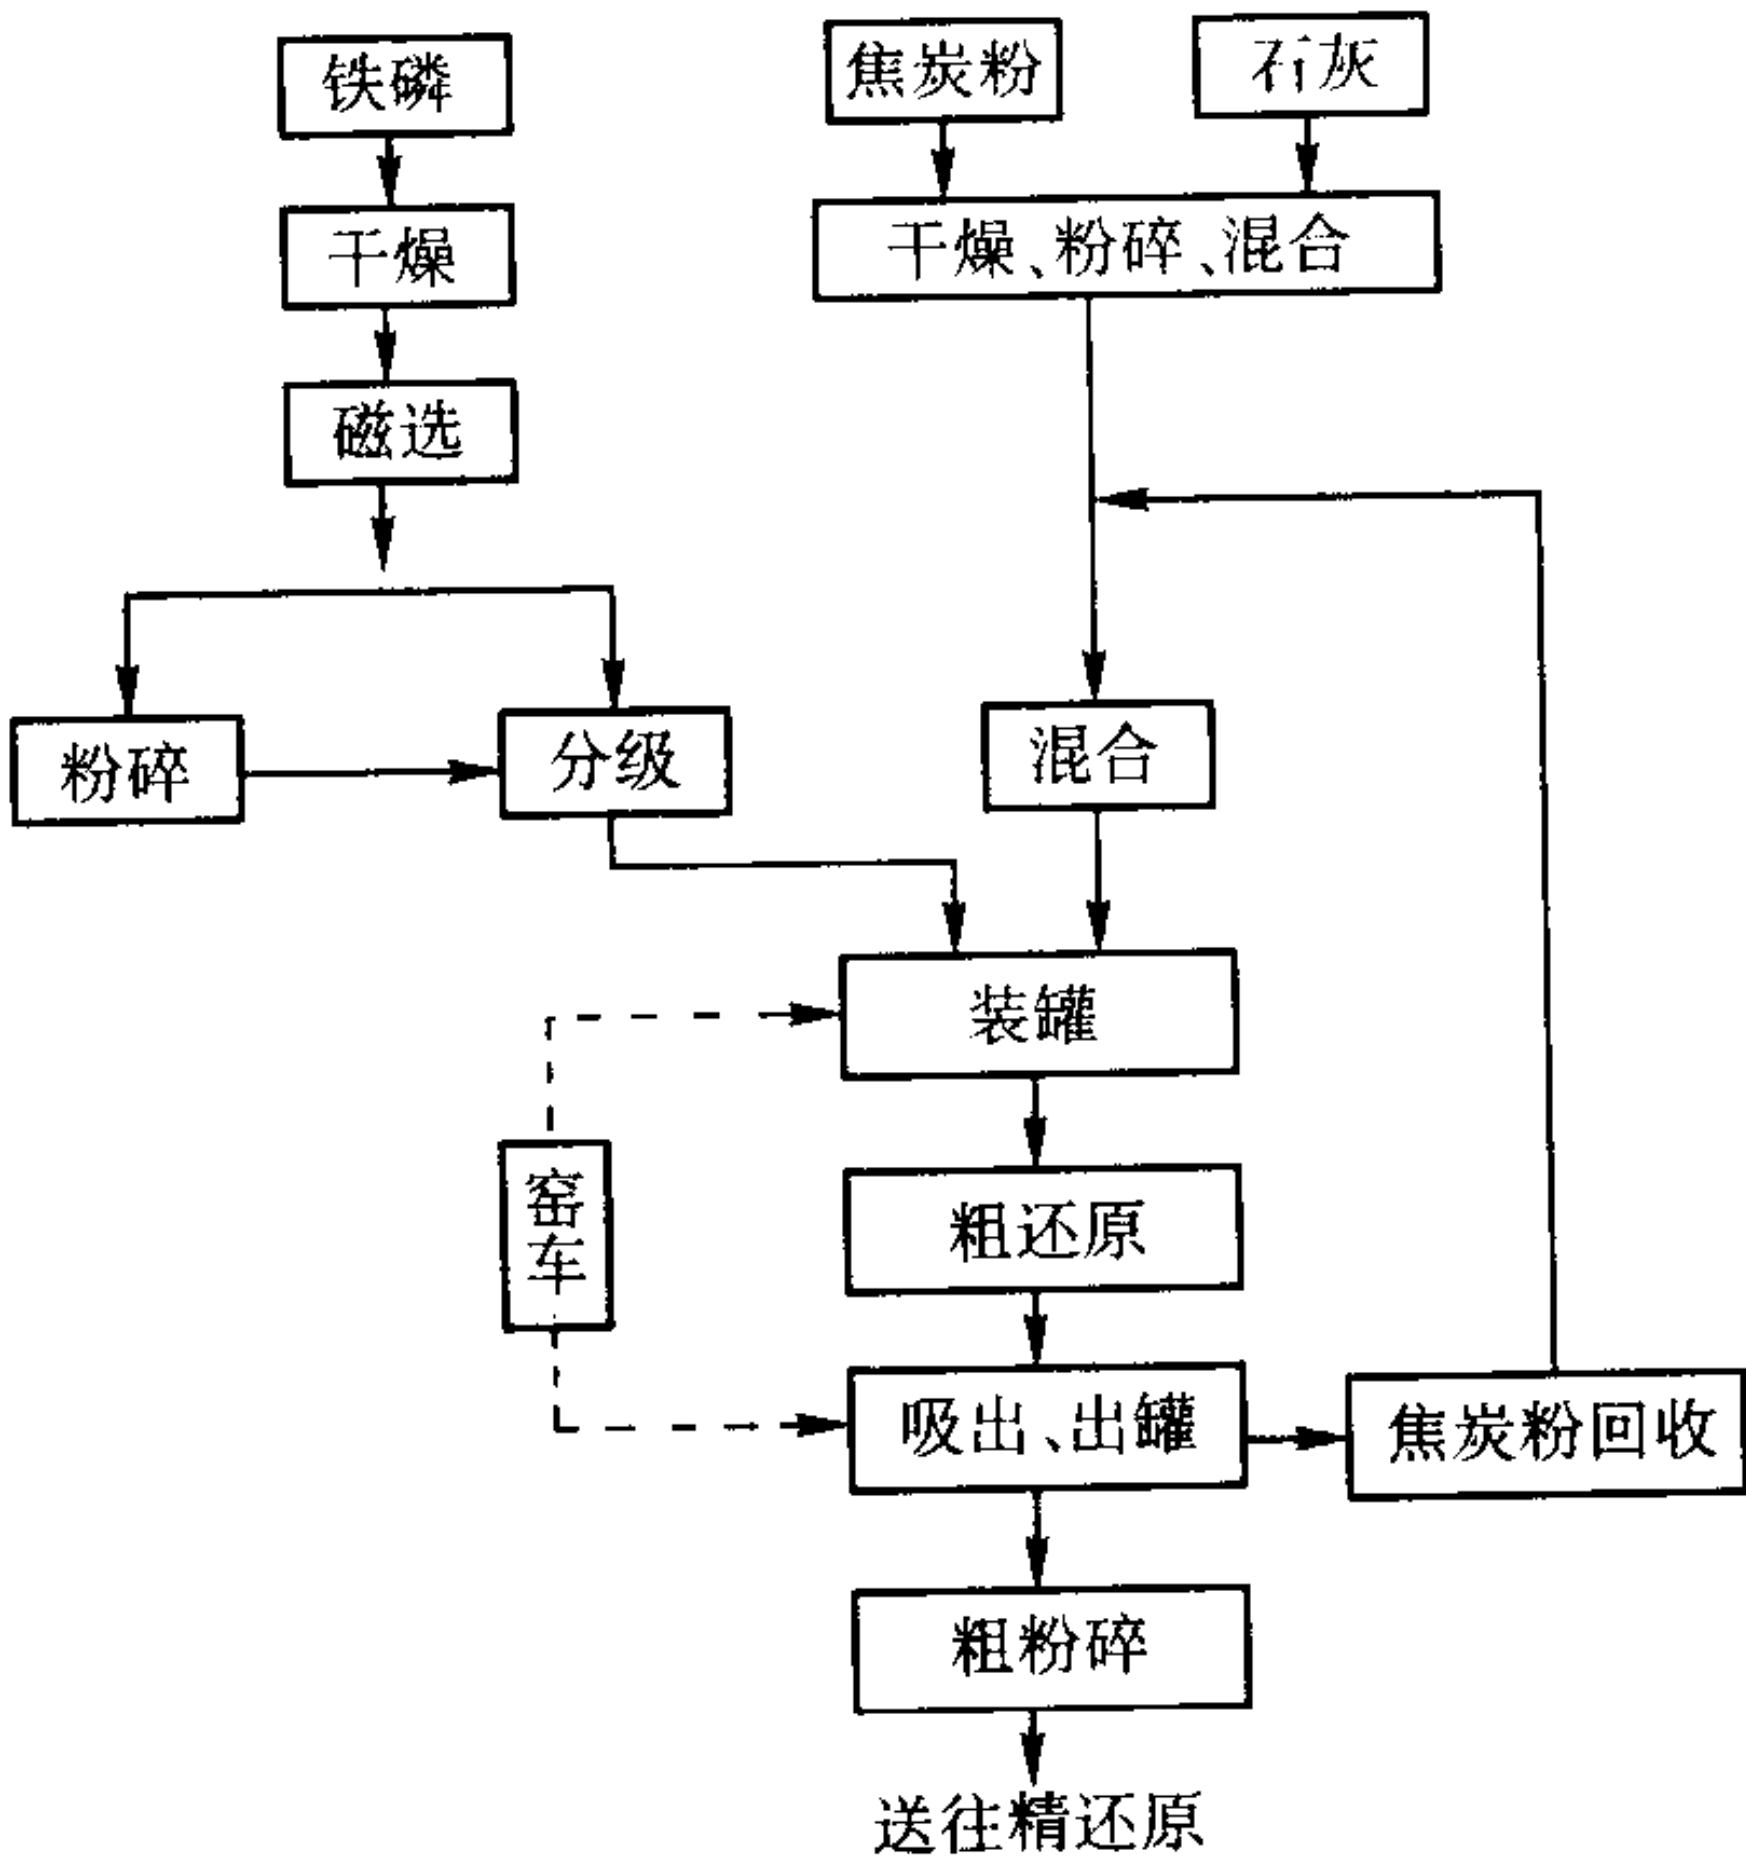 铁磷
焦炭粉
石灰
干燥
干燥、粉碎、混合
磁选
粉碎
分级
混合
装罐
窑车
粗还原
吸出、出罐
焦炭粉回收
粗粉碎
送往精还原